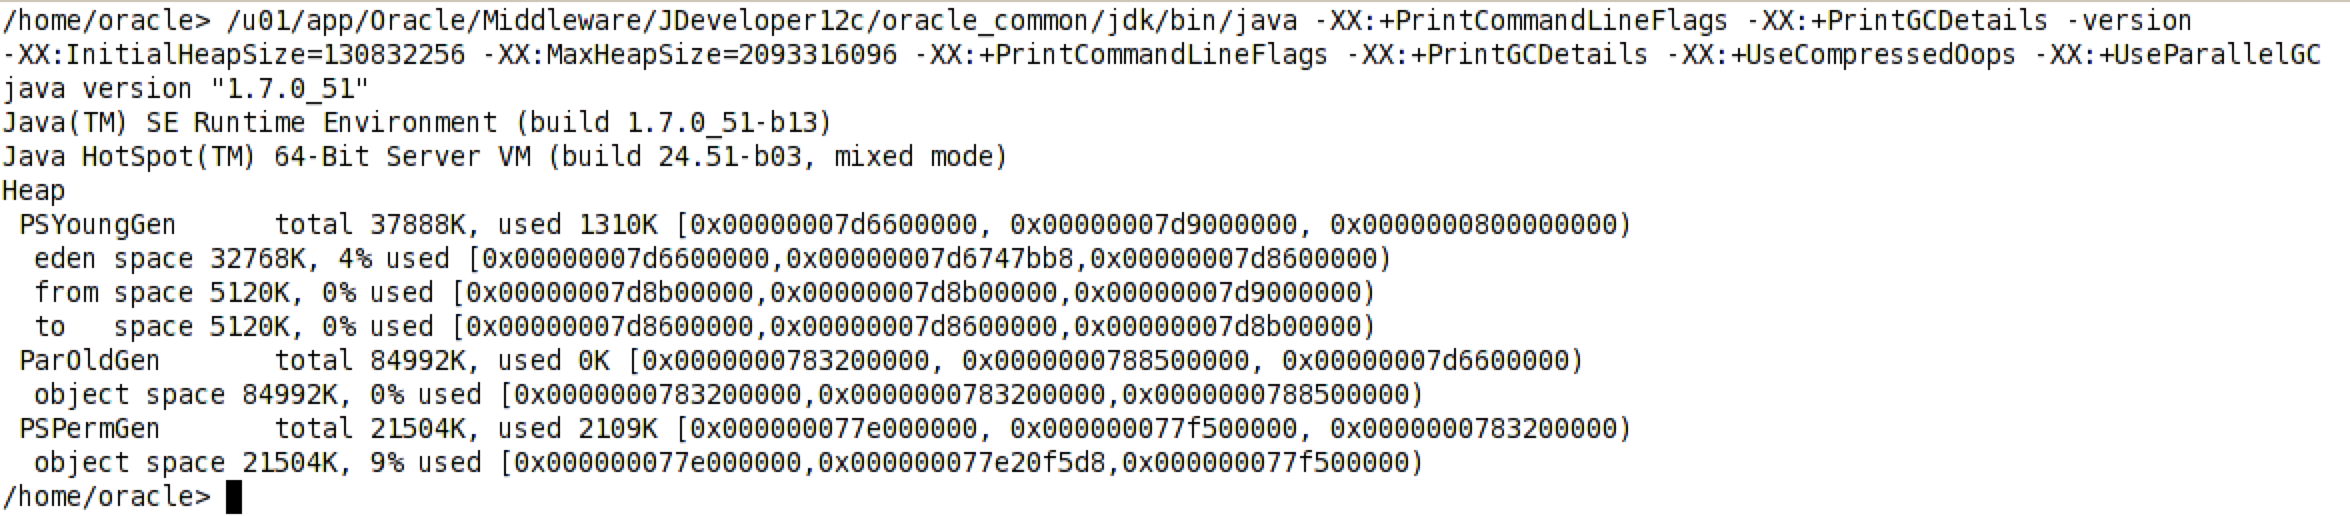 /home/oracle> /u01/app/Oracle/Middleware/JDeveloper12c/oracle_common/jdk/bin/java -XX:+PrintCommandLineFlags -XX:+PrintGCDetails -version
-XX:InitialHeapSize=130832256 -XX:MaxHeapSize=2093316096 -XX:+PrintCommandLineFlags -XX:+PrintGCDetails -XX:+UseCompressedOops -XX:+UseParallelGC
java version "1.7.0_51"
Java(TM) SE Runtime Environment (build 1.7.0_51-b13)
Java HotSpot(TM) 64-Bit Server VM (build 24.51-b03, mixed mode)
Heap
 PSYoungGen      total 37888K, used 1310K [0x00000007d6600000, 0x00000007d9000000, 0x0000000800000000)
  eden space 32768K, 4% used [0x00000007d6600000,0x00000007d6747bb8,0x00000007d8600000)
  from space 5120K, 0% used [0x00000007d8b00000,0x00000007d8b00000,0x00000007d9000000)
  to   space 5120K, 0% used [0x00000007d8600000,0x00000007d8600000,0x00000007d8b00000)
 ParOldGen       total 84992K, used 0K [0x0000000783200000, 0x0000000788500000, 0x00000007d6600000)
  object space 84992K, 0% used [0x0000000783200000,0x0000000783200000,0x0000000788500000)
 PSPermGen       total 21504K, used 2109K [0x000000077e000000, 0x000000077f500000, 0x0000000783200000)
  object space 21504K, 9% used [0x000000077e000000,0x000000077e20f5d8,0x000000077f500000)
/home/oracle>